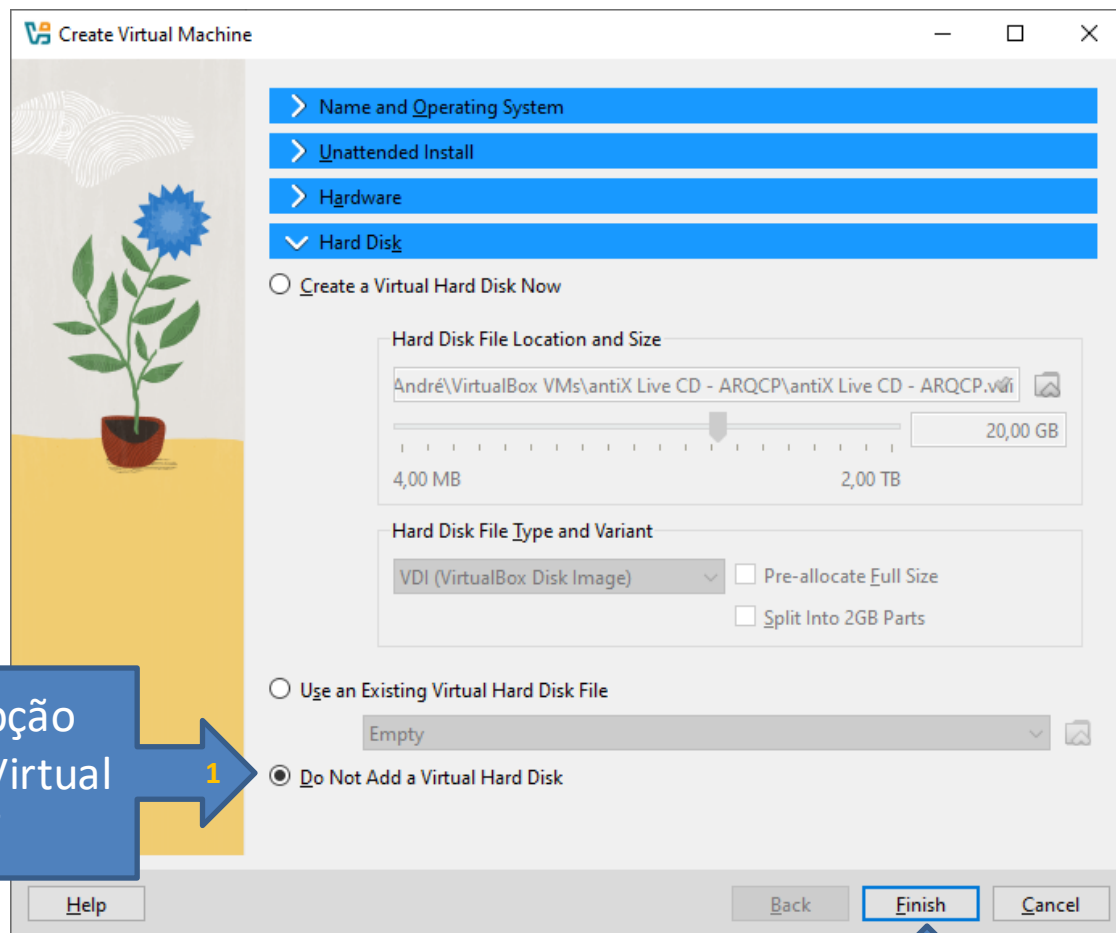 Create Virtual Machine
Name and Operating System
Unattended Install
Hardware
Hard Disk
Create a Virtual Hard Disk Now
Hard Disk File Location and Size
André\VirtualBox VMs\antiX Live CD - ARQCP\antiX Live CD - ARQCP.vdi
20,00 GB
4,00 MB 2,00 TB
Hard Disk File Type and Variant
VDI (VirtualBox Disk Image) Pre-allocate Full Size
Split Into 2GB Parts
Use an Existing Virtual Hard Disk File
Empty
pção
Virtual 1
Do Not Add a Virtual Hard Disk
Help Back Finish Cancel